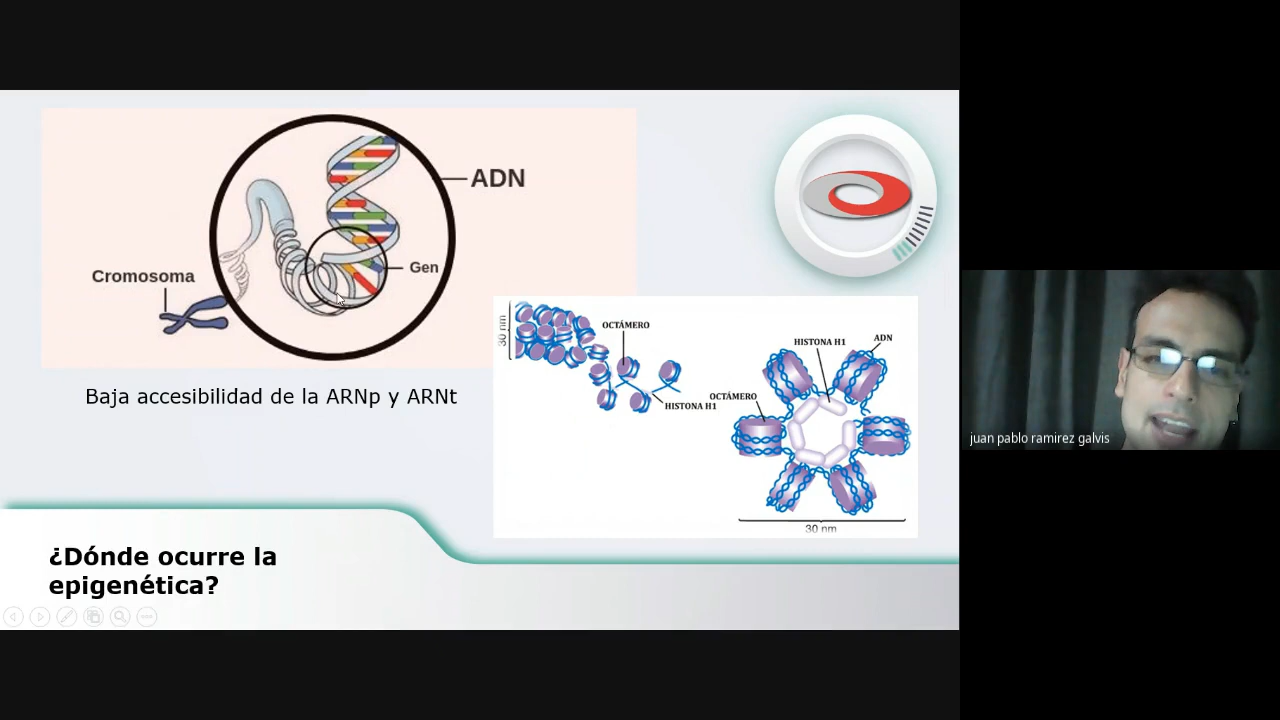 ADN
Gen
Cromosoma
Baja accesibilidad de la ARNp y ARNt
30 nm
OCTÁMERO
HISTONA H1
HISTONA H1
ADN
OCTÁMERO
30 nm
juan pablo ramirez galvis
¿Dónde ocurre la
epigenética?